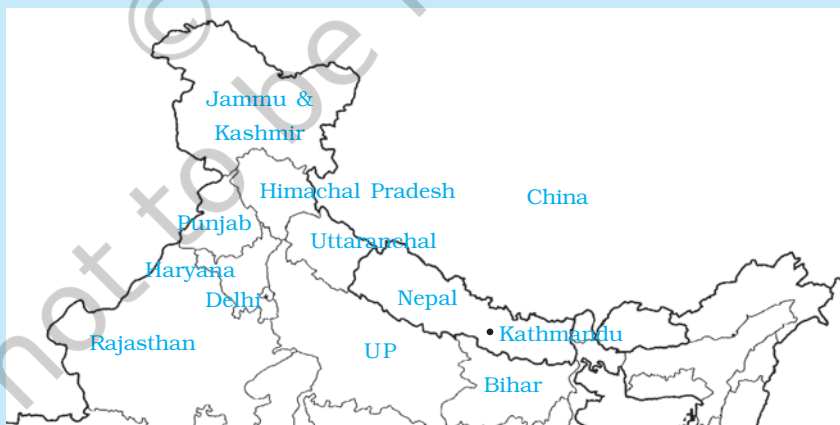 ©
not to be
Jammu &
Kashmir
Himachal Pradesh
China
Punjab
Uttaranchal
Haryana
Delhi
Nepal
Kathmandu
Rajasthan
UP
Bihar